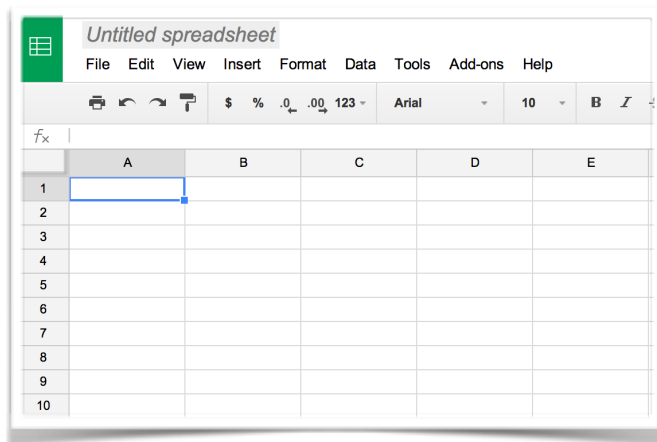 Untitled spreadsheet
File Edit View Insert Format Data Tools Add-ons Help
$ % .0 .00 123 Arial 10 B I S
fx
A B C D E
1
2
3
4
5
6
7
8
9
10